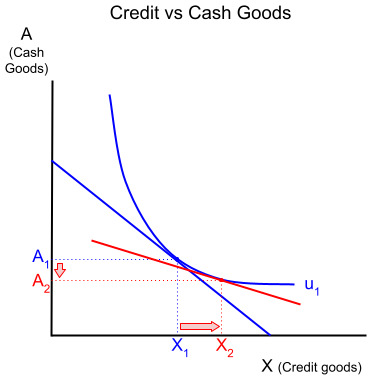 Credit vs Cash Goods
A
(Cash
Goods)
A1
A2
u1
X1
X2
X (Credit goods)